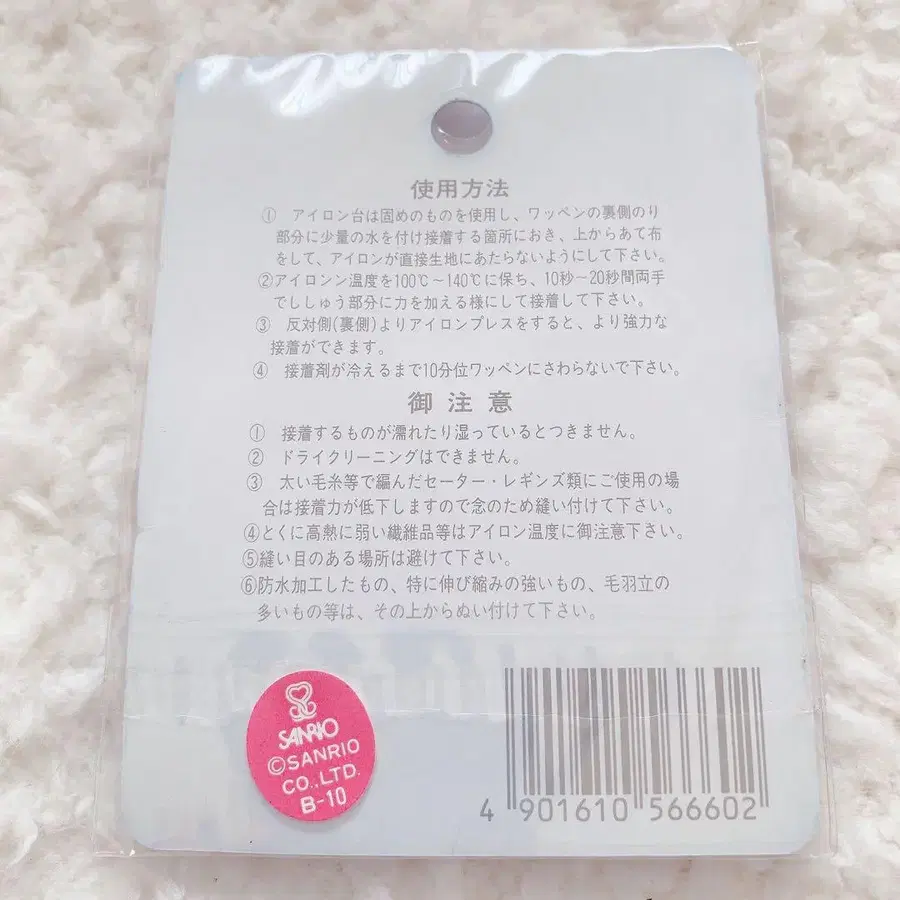 使用方法
① アイロン台は固めのものを使用し、ワッペンの裏側のり
部分に少量の水を付け接着する箇所におき、上からあて布
をして、アイロンが直接生地にあたらないようにして下さい。
②アイロンン温度を100℃~140℃に保ち、10秒~20秒間両手
でししゅう部分に力を加える様にして接着して下さい。
③ 反対側(裏側)よりアイロンプレスをすると、より強力な
接着ができます。
④ 接着剤が冷えるまで10分位ワッペンにさわらないで下さい。
御注意
① 接着するものが濡れたり湿っているとつきません。
② ドライクリーニングはできません。
③ 太い毛糸等で編んだセーター・レギンズ類にご使用の場
合は接着力が低下しますので念のため縫い付けて下さい。
④とくに高熱に弱い繊維品等はアイロン温度に御注意下さい。
⑤縫い目のある場所は避けて下さい。
⑥防水加工したもの、特に伸び縮みの強いもの、毛羽立の
多いもの等は、その上からぬい付けて下さい。
SANRIO
©SANRIO
CO.,LTD.
B-10
4 901610 566602